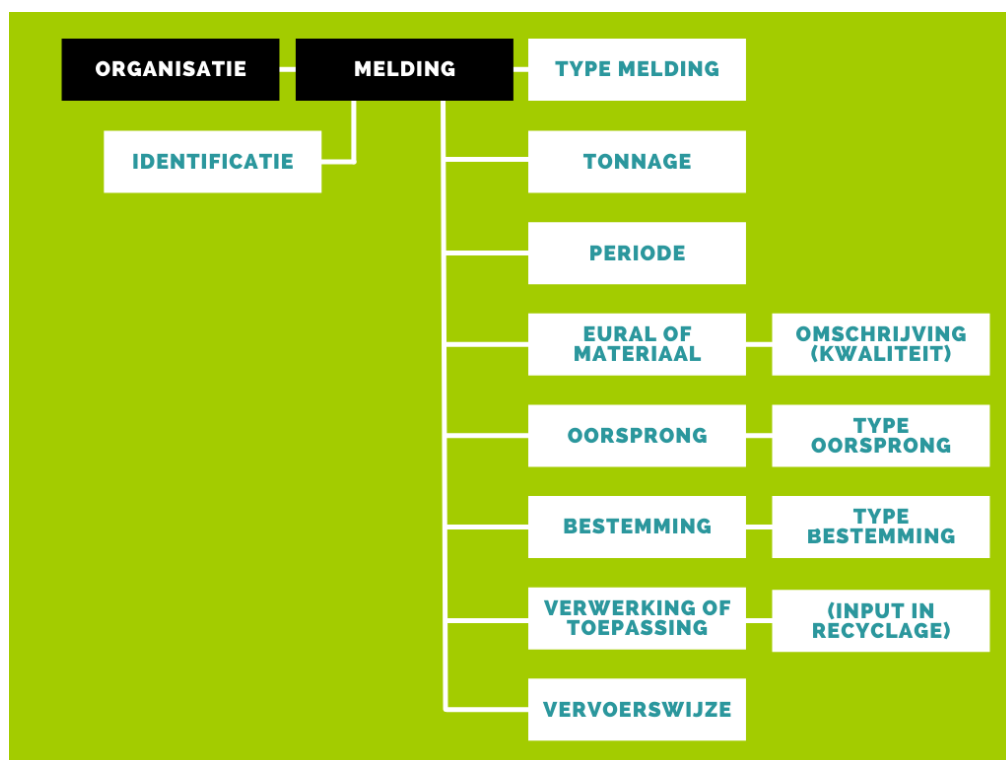 ORGANISATIE
MELDING
TYPE MELDING
IDENTIFICATIE
TONNAGE
PERIODE
EURAL OF
MATERIAAL
OMSCHRIJVING
(KWALITEIT)
OORSPRONG
TYPE
OORSPRONG
BESTEMMING
TYPE
BESTEMMING
VERWERKING OF
TOEPASSING
(INPUT IN
RECYCLAGE)
VERVOERSWIJZE